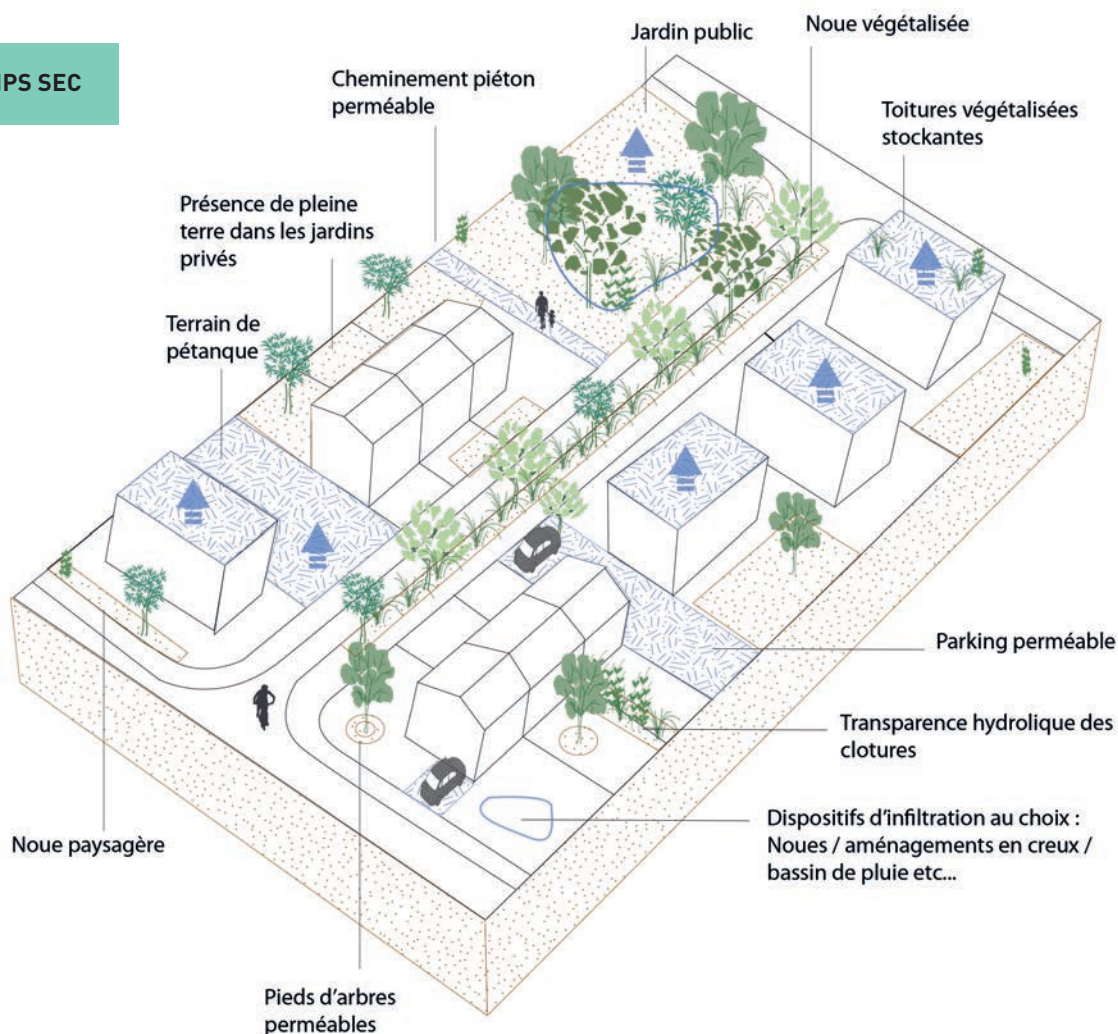 PS SEC
Jardin public
Noue végétalisée
Cheminement piéton
perméable
Toitures végétalisées
stockantes
Présence de pleine
terre dans les jardins
privés
Terrain de
pétanque
Parking perméable
Transparence hydrolique des
clotures
Noue paysagère
Dispositifs d'infiltration au choix :
Noues / aménagements en creux /
bassin de pluie etc...
Pieds d'arbres
perméables